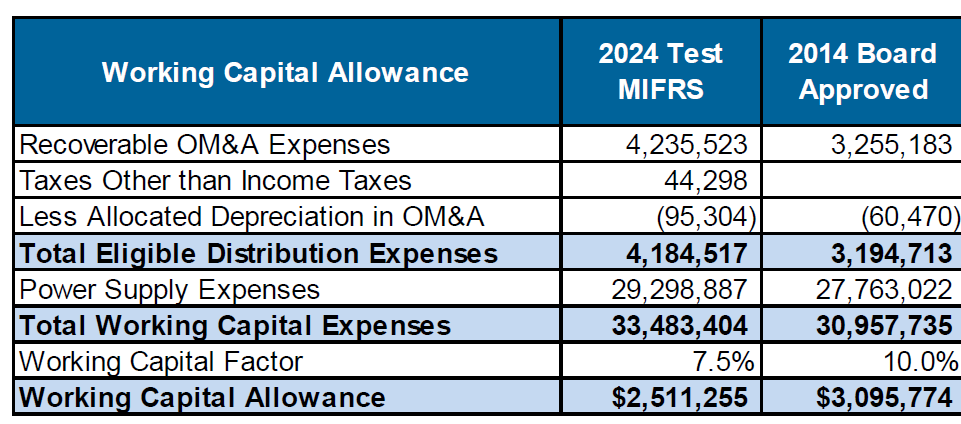 Working Capital Allowance 2024 Test MIFRS 2014 Board Approved
Recoverable OM&A Expenses 4,235,523 3,255,183
Taxes Other than Income Taxes 44,298
Less Allocated Depreciation in OM&A (95,304) (60,470)
Total Eligible Distribution Expenses 4,184,517 3,194,713
Power Supply Expenses 29,298,887 27,763,022
Total Working Capital Expenses 33,483,404 30,957,735
Working Capital Factor 7.5% 10.0%
Working Capital Allowance $2,511,255 $3,095,774